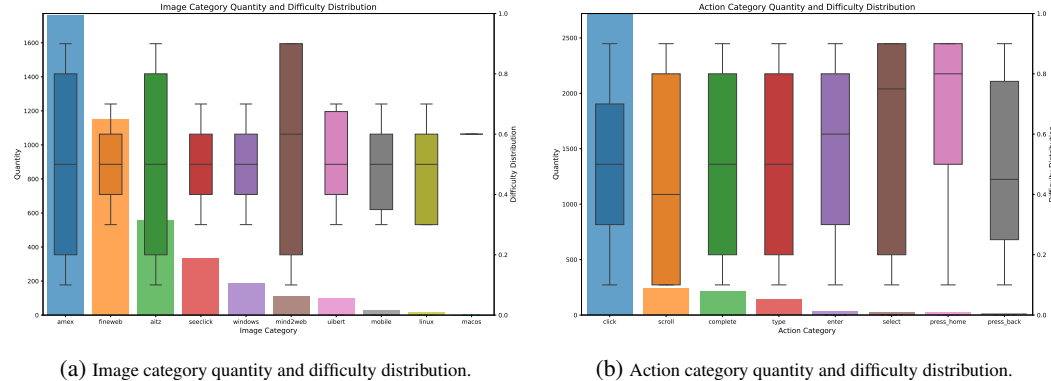 Image Category Quantity and Difficulty Distribution
Quantity
1600
1400
1200
1000
800
600
400
200
0
1.0
0.8
0.6
0.4
0.2
0.0
Difficulty Distribution
amex fineweb aitz seeclick windows mind2web uibert mobile linux macos
Image Category
(a) Image category quantity and difficulty distribution.
Action Category Quantity and Difficulty Distribution
Quantity
2500
2000
1500
1000
500
0
1.0
0.8
0.6
0.4
0.2
0.0
Difficulty Distribution
click scroll complete type enter select press_home press_back
Action Category
(b) Action category quantity and difficulty distribution.